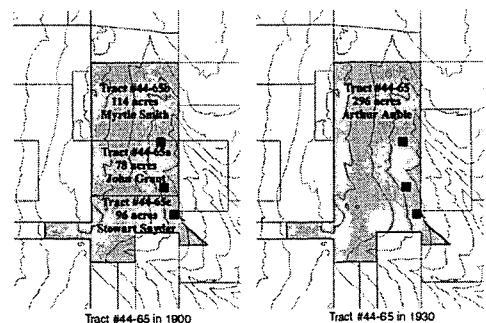 Tract #44-65b
114 acres
Myrtle Smith
Tract #44-65a
78 acres
John Grant
Tract #44-65c
96 acres
Stewart Snyder
Tract #44-65 in 1900
Tract #44-65
296 acres
Arthur Auble
Tract #44-65 in 1930